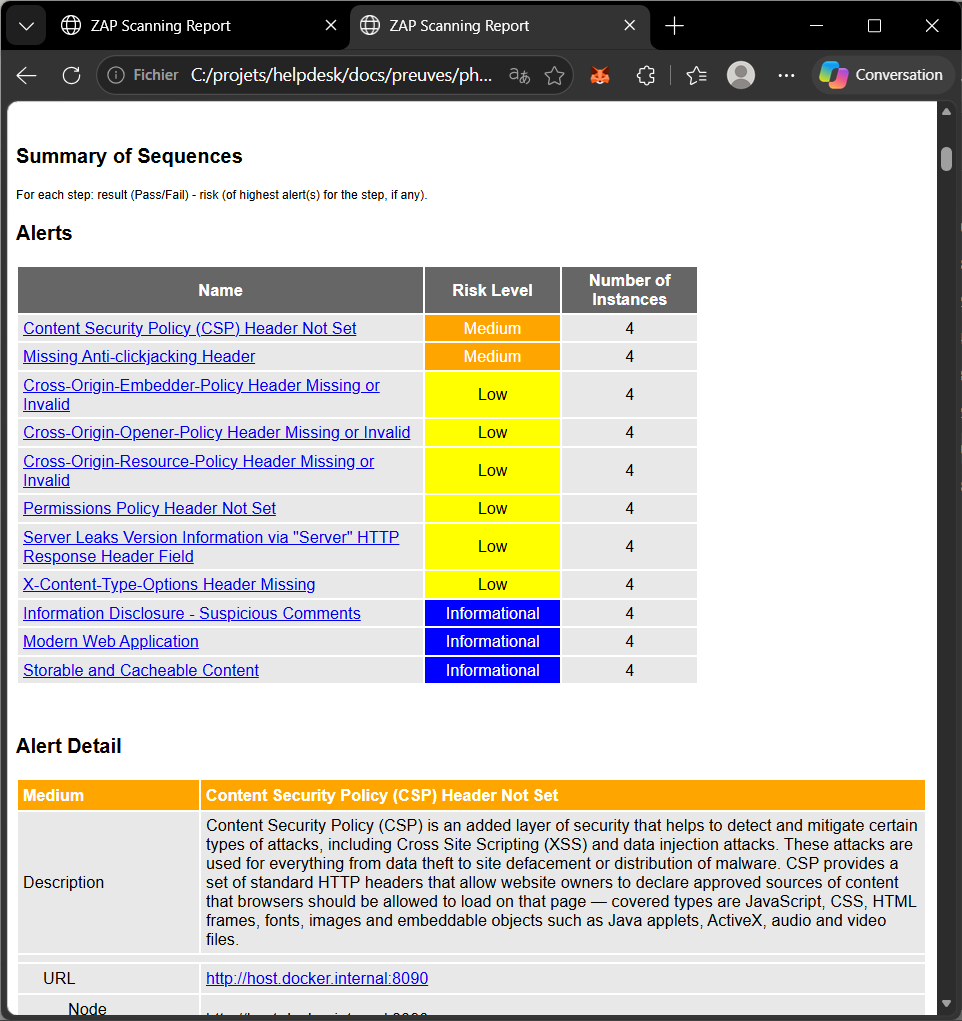 ZAP Scanning Report
ZAP Scanning Report
Fichier C:/projets/helpdesk/docs/preuves/ph...
Conversation
Summary of Sequences
For each step: result (Pass/Fail) - risk (of highest alert(s) for the step, if any).
Alerts
Name Risk Level Number of
Instances
Content Security Policy (CSP) Header Not Set Medium 4
Missing Anti-clickjacking Header Medium 4
Cross-Origin-Embedder-Policy Header Missing or
Invalid Low 4
Cross-Origin-Opener-Policy Header Missing or Invalid Low 4
Cross-Origin-Resource-Policy Header Missing or
Invalid Low 4
Permissions Policy Header Not Set Low 4
Server Leaks Version Information via "Server" HTTP
Response Header Field Low 4
X-Content-Type-Options Header Missing Low 4
Information Disclosure - Suspicious Comments Informational 4
Modern Web Application Informational 4
Storable and Cacheable Content Informational 4
Alert Detail
Medium Content Security Policy (CSP) Header Not Set
Description
Content Security Policy (CSP) is an added layer of security that helps to detect and mitigate certain
types of attacks, including Cross Site Scripting (XSS) and data injection attacks. These attacks are
used for everything from data theft to site defacement or distribution of malware. CSP provides a
set of standard HTTP headers that allow website owners to declare approved sources of content
that browsers should be allowed to load on that page — covered types are JavaScript, CSS, HTML
frames, fonts, images and embeddable objects such as Java applets, ActiveX, audio and video
files.
URL http://host.docker.internal:8090
Node